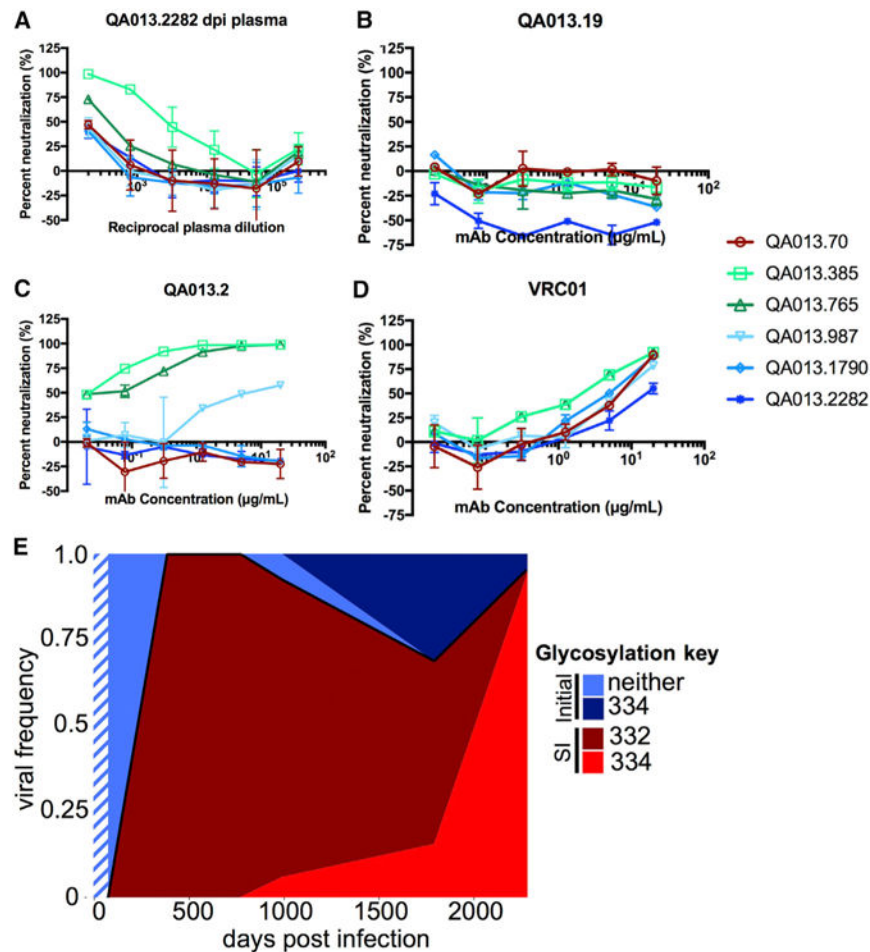 A
QA013.2282 dpi plasma
Percent neutralization (%)
125
100
75
50
25
0
-25
-50
10³
10⁵
Reciprocal plasma dilution
B
QA013.19
Percent neutralization (%)
125
100
75
50
25
0
-25
-50
-75
10²
mAb Concentration (µg/mL)
C
QA013.2
Percent neutralization (%)
125
100
75
50
25
0
-25
-50
10²
mAb Concentration (µg/mL)
D
VRC01
Percent neutralization (%)
125
100
75
50
25
0
-25
-50
-75
10⁰
10¹
10²
mAb Concentration (µg/mL)
QA013.70
QA013.385
QA013.765
QA013.987
QA013.1790
QA013.2282
E
viral frequency
1.0
0.75
0.5
0.25
0
0
500
1000
1500
2000
days post infection
Glycosylation key
Initial
neither
334
SI
332
334